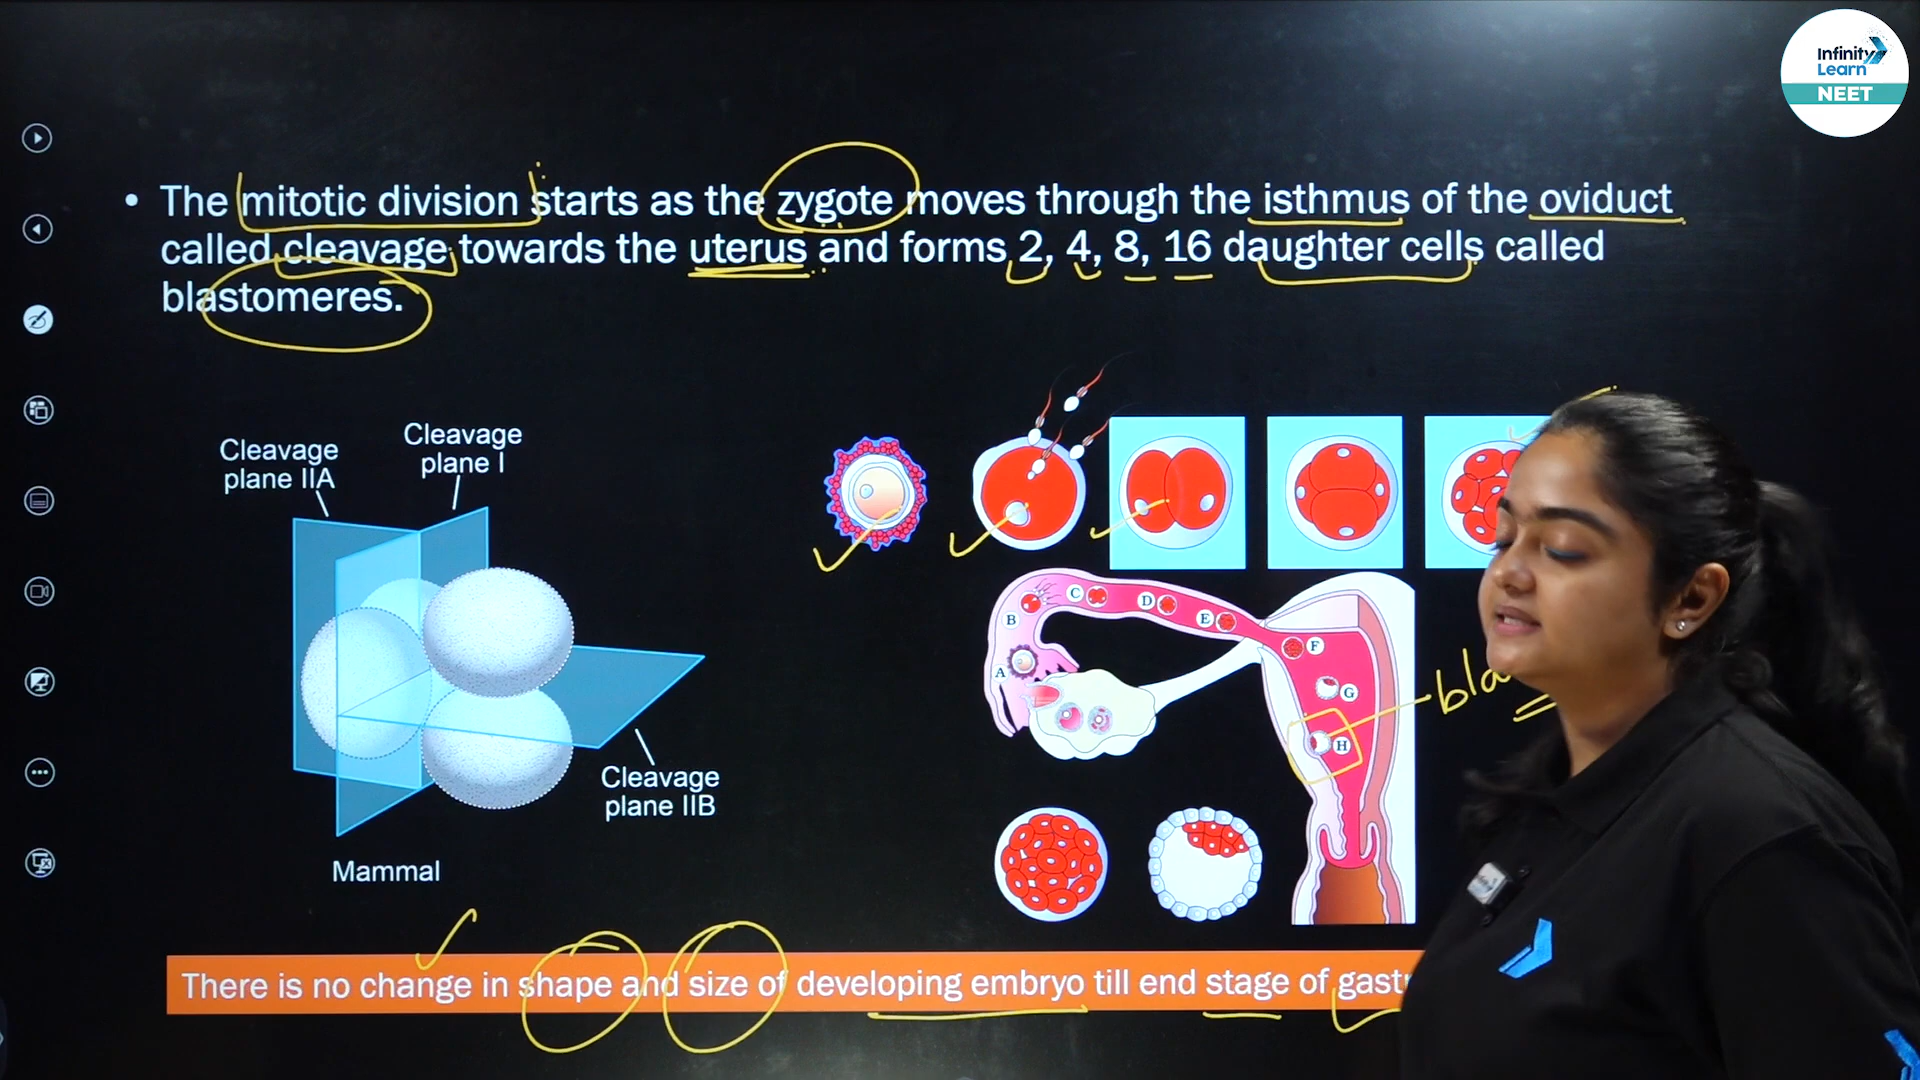 Infinity
Learn
NEET
• The mitotic division starts as the zygote moves through the isthmus of the oviduct
called cleavage towards the uterus and forms 2, 4, 8, 16 daughter cells called
blastomeres.
Cleavage
plane IIA
Cleavage
plane I
Cleavage
plane IIB
Mammal
A
B
C
D
E
F
G
H
There is no change in shape and size of developing embryo till end stage of